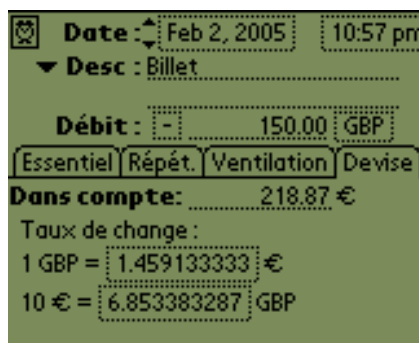 Date : Feb 2, 2005 10:57 pm
Desc : Billet
Débit : - 150.00 GBP
Essentiel Répét. Ventilation Devise
Dans compte: 218.87 €
Taux de change :
1 GBP = 1.459133333 €
10 € = 6.853383287 GBP